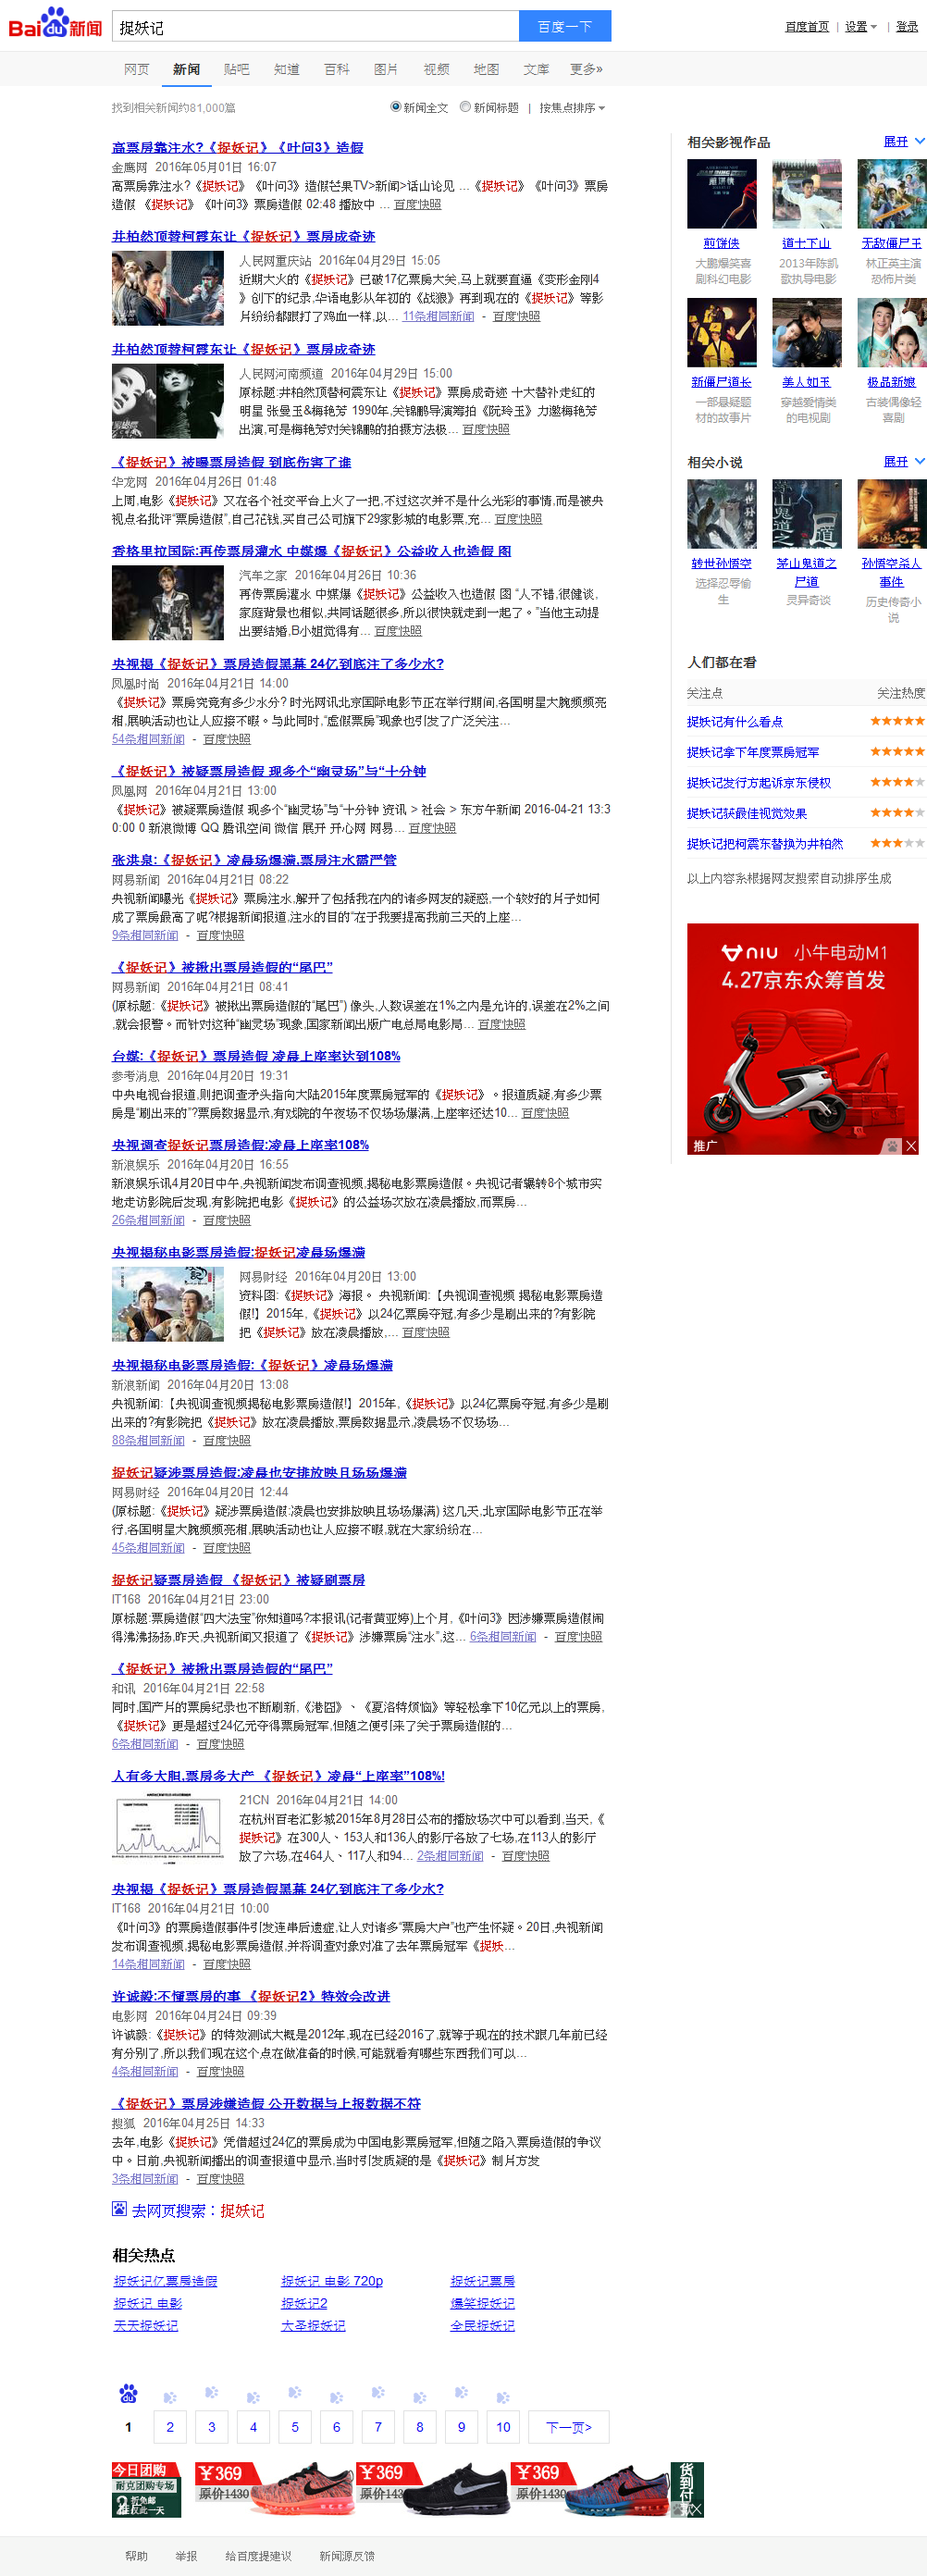 Bai du 新闻
捉妖记
百度一下
百度首页 | 设置 | 登录
网页 新闻 贴吧 知道 百科 图片 视频 地图 文库 更多»
找到相关新闻约81,000篇
新闻全文 新闻标题 | 按焦点排序
高票房靠注水?《捉妖记》《叶问3》造假
金鹰网 2016年05月01日 16:07
高票房靠注水?《捉妖记》《叶问3》造假芒果TV>新闻>话山论见 ...《捉妖记》《叶问3》票房
造假 《捉妖记》《叶问3》票房造假 02:48 播放中 ... 百度快照
井柏然顶替柯震东让《捉妖记》票房成奇迹
人民网重庆站 2016年04月29日 15:05
近期大火的《捉妖记》已破17亿票房大关,马上就要直逼《变形金刚4
》创下的纪录,华语电影从年初的《战狼》再到现在的《捉妖记》等影
片纷纷都跟打了鸡血一样,以... 11条相同新闻 - 百度快照
井柏然顶替柯震东让《捉妖记》票房成奇迹
人民网河南频道 2016年04月29日 15:00
原标题:井柏然顶替柯震东让《捉妖记》票房成奇迹 十大替补走红的
明星 张曼玉&梅艳芳 1990年,关锦鹏导演筹拍《阮玲玉》力邀梅艳芳
出演,可是梅艳芳对关锦鹏的拍摄方法极... 百度快照
《捉妖记》被曝票房造假 到底伤害了谁
华龙网 2016年04月26日 01:48
上周,电影《捉妖记》又在各个社交平台上火了一把,不过这次并不是什么光彩的事情,而是被央
视点名批评“票房造假”,自己花钱,买自己公司旗下29家影城的电影票,充... 百度快照
香格里拉国际:再传票房灌水 中媒爆《捉妖记》公益收入也造假 图
汽车之家 2016年04月26日 10:36
再传票房灌水 中媒爆《捉妖记》公益收入也造假 图 “人不错,很健谈,
家庭背景也相似,共同话题很多,所以很快就走到一起了。”当他主动提
出要结婚,B小姐觉得有... 百度快照
央视揭《捉妖记》票房造假黑幕 24亿到底注了多少水?
凤凰时尚 2016年04月21日 14:00
《捉妖记》票房究竟有多少水分? 时光网讯北京国际电影节正在举行期间,各国明星大腕频频亮
相,展映活动也让人应接不暇。与此同时,“虚假票房”现象也引发了广泛关注...
54条相同新闻 - 百度快照
《捉妖记》被疑票房造假 现多个“幽灵场”与“十分钟
凤凰网 2016年04月21日 13:00
《捉妖记》被疑票房造假 现多个“幽灵场”与“十分钟 资讯 > 社会 > 东方午新闻 2016-04-21 13:3
0:00 0 新浪微博 QQ 腾讯空间 微信 展开 开心网 网易... 百度快照
张洪泉:《捉妖记》凌晨场爆满,票房注水需严管
网易新闻 2016年04月21日 08:22
央视新闻曝光《捉妖记》票房注水,解开了包括我在内的诸多网友的疑惑,一个较好的片子如何
成了票房最高了呢?根据新闻报道,注水的目的“在于我要提高我前三天的上座...
9条相同新闻 - 百度快照
《捉妖记》被揪出票房造假的“尾巴”
网易新闻 2016年04月21日 08:41
(原标题:《捉妖记》被揪出票房造假的“尾巴”) 像头,人数误差在1%之内是允许的,误差在2%之间
,就会报警。而针对这种“幽灵场”现象,国家新闻出版广电总局电影局... 百度快照
台媒:《捉妖记》票房造假 凌晨上座率达到108%
参考消息 2016年04月20日 19:31
中央电视台报道,则把调查矛头指向大陆2015年度票房冠军的《捉妖记》。报道质疑,有多少票
房是“刷出来的”?票房数据显示,有戏院的午夜场不仅场场爆满,上座率还达10... 百度快照
央视调查捉妖记票房造假:凌晨上座率108%
新浪娱乐 2016年04月20日 16:55
新浪娱乐讯4月20日中午,央视新闻发布调查视频,揭秘电影票房造假。央视记者辗转8个城市实
地走访影院后发现,有影院把电影《捉妖记》的公益场次放在凌晨播放,而票房...
26条相同新闻 - 百度快照
央视揭秘电影票房造假:捉妖记凌晨场爆满
网易财经 2016年04月20日 13:00
资料图:《捉妖记》海报。 央视新闻:【央视调查视频 揭秘电影票房造
假!】2015年,《捉妖记》以24亿票房夺冠,有多少是刷出来的?有影院
把《捉妖记》放在凌晨播放,... 百度快照
央视揭秘电影票房造假:《捉妖记》凌晨场爆满
新浪新闻 2016年04月20日 13:08
央视新闻:【央视调查视频揭秘电影票房造假!】2015年,《捉妖记》以24亿票房夺冠,有多少是刷
出来的?有影院把《捉妖记》放在凌晨播放,票房数据显示,凌晨场不仅场场...
88条相同新闻 - 百度快照
捉妖记疑涉票房造假:凌晨也安排放映且场场爆满
网易财经 2016年04月20日 12:44
(原标题:《捉妖记》疑涉票房造假:凌晨也安排放映且场场爆满) 这几天,北京国际电影节正在举
行,各国明星大腕频频亮相,展映活动也让人应接不暇,就在大家纷纷在...
45条相同新闻 - 百度快照
捉妖记疑票房造假 《捉妖记》被疑刷票房
IT168 2016年04月21日 23:00
原标题:票房造假“四大法宝”你知道吗?本报讯(记者黄亚婷)上个月,《叶问3》因涉嫌票房造假闹
得沸沸扬扬,昨天,央视新闻又报道了《捉妖记》涉嫌票房“注水”,这... 6条相同新闻 - 百度快照
《捉妖记》被揪出票房造假的“尾巴”
和讯 2016年04月21日 22:58
同时,国产片的票房纪录也不断刷新,《港囧》、《夏洛特烦恼》等轻松拿下10亿元以上的票房,
《捉妖记》更是超过24亿元夺得票房冠军,但随之便引来了关于票房造假的...
6条相同新闻 - 百度快照
人有多大胆,票房多大产 《捉妖记》凌晨“上座率”108%!
21CN 2016年04月21日 14:00
在杭州百老汇影城2015年8月28日公布的播放场次中可以看到,当天,《
捉妖记》在300人、153人和136人的影厅各放了七场,在113人的影厅
放了六场,在464人、117人和94... 2条相同新闻 - 百度快照
央视揭《捉妖记》票房造假黑幕 24亿到底注了多少水?
IT168 2016年04月21日 10:00
《叶问3》的票房造假事件引发连串后遗症,让人对诸多“票房大户”也产生怀疑。20日,央视新闻
发布调查视频,揭秘电影票房造假,并将调查对象对准了去年票房冠军《捉妖...
14条相同新闻 - 百度快照
许诚毅:不懂票房的事 《捉妖记2》特效会改进
电影网 2016年04月24日 09:39
许诚毅:《捉妖记》的特效测试大概是2012年,现在已经2016了,就等于现在的技术跟几年前已经
有分别了,所以我们现在这个点在做准备的时候,可能就看有哪些东西我们可以...
4条相同新闻 - 百度快照
《捉妖记》票房涉嫌造假 公开数据与上报数据不符
搜狐 2016年04月25日 14:33
去年,电影《捉妖记》凭借超过24亿的票房成为中国电影票房冠军,但随之陷入票房造假的争议
中。日前,央视新闻播出的调查报道中显示,当时引发质疑的是《捉妖记》制片方发
3条相同新闻 - 百度快照
去网页搜索：捉妖记
相关热点
捉妖记亿票房造假 捉妖记 电影 720p 捉妖记票房
捉妖记 电影 捉妖记2 爆笑捉妖记
天天捉妖记 大圣捉妖记 全民捉妖记
1 2 3 4 5 6 7 8 9 10 下一页>
今日团购
耐克团购专场
¥369
原价1430
¥369
原价1430
¥369
原价1430
货到付款
帮助 举报 给百度提建议 新闻源反馈
相关影视作品 展开
煎饼侠 道士下山 无敌僵尸王
大鹏爆笑喜 2013年陈凯 林正英主演
剧科幻电影 歌执导电影 恐怖片类
新僵尸道长 美人如玉 极品新娘
一部悬疑题 穿越爱情类 古装偶像轻
材的故事片 的电视剧 喜剧
相关小说 展开
转世孙悟空 茅山鬼道之 孙悟空杀人
尸道 事件
选择忍辱偷 灵异奇谈 历史传奇小
生 说
人们都在看
关注点 关注热度
捉妖记有什么看点
捉妖记拿下年度票房冠军
捉妖记发行方起诉京东侵权
捉妖记获最佳视觉效果
捉妖记把柯震东替换为井柏然
以上内容系根据网友搜索自动排序生成
niu 小牛电动M1
4.27京东众筹首发
推广